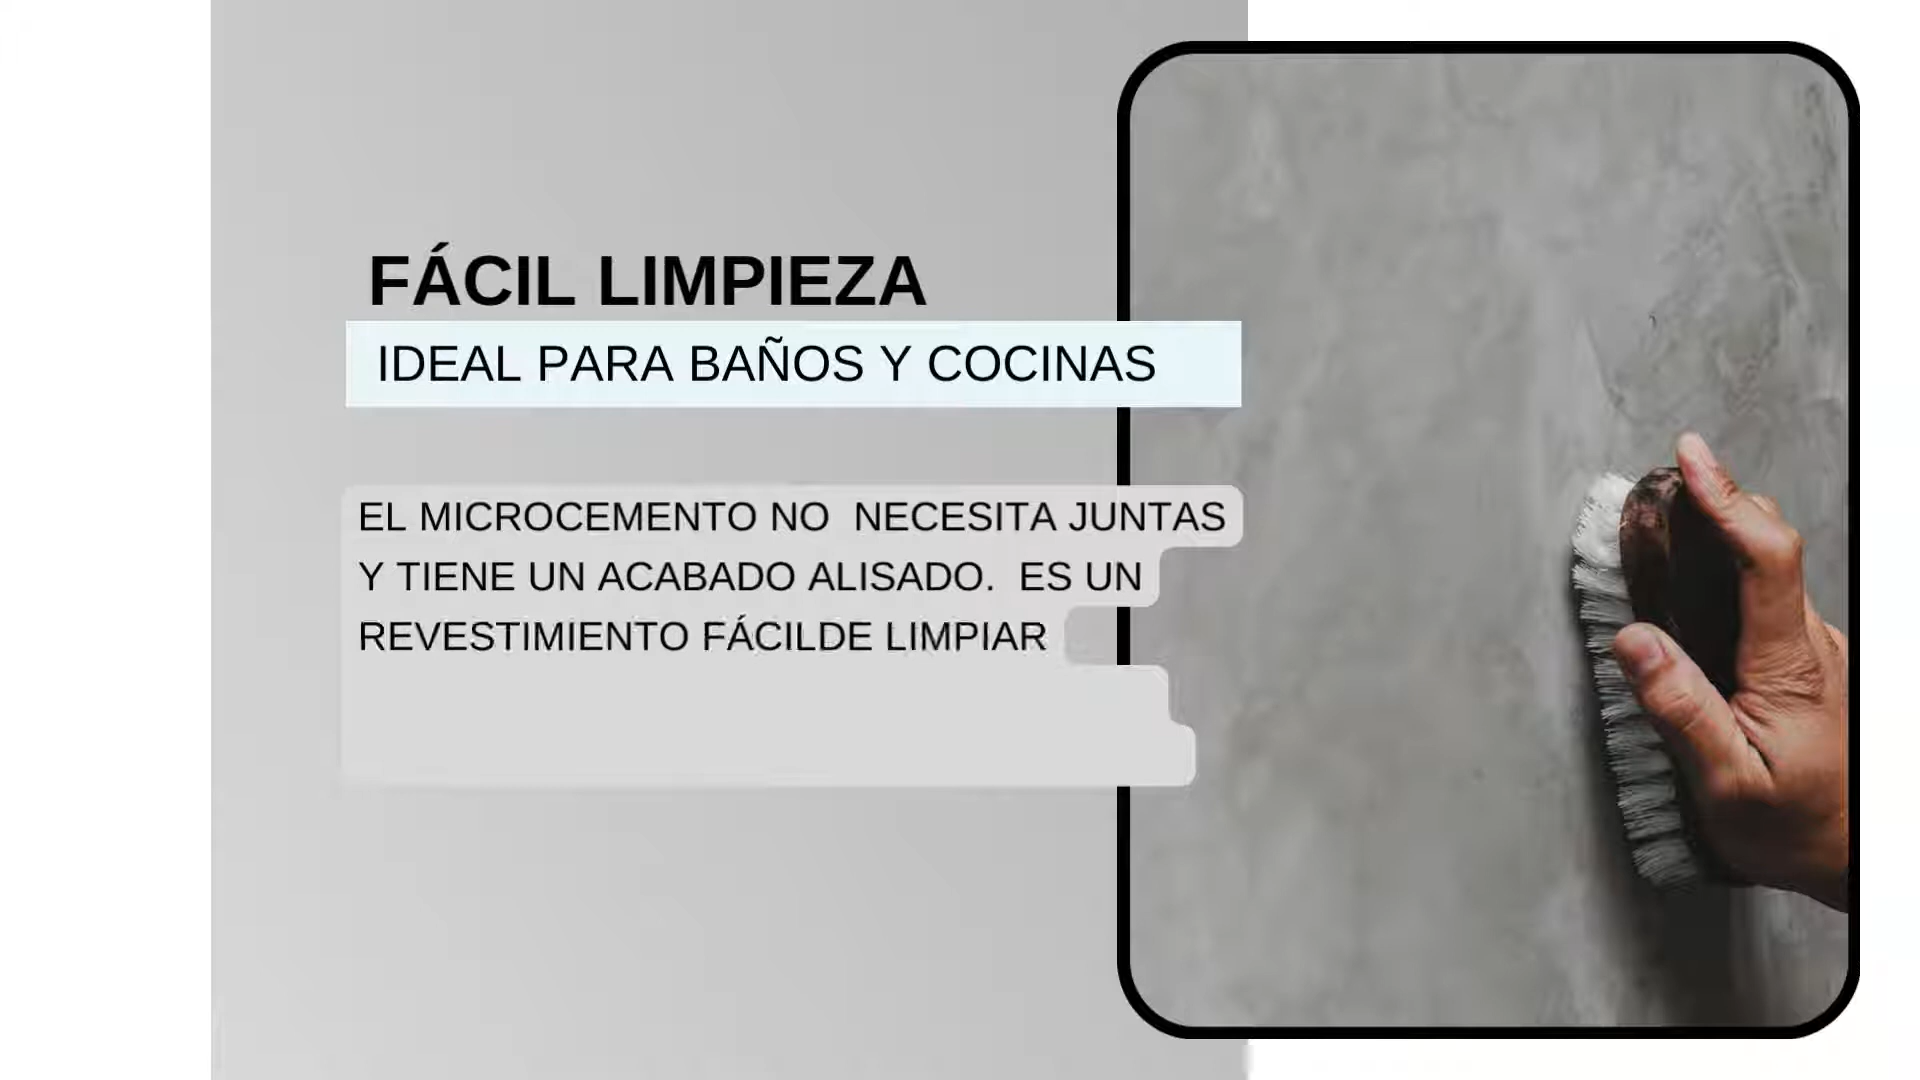 FÁCIL LIMPIEZA
IDEAL PARA BAÑOS Y COCINAS
EL MICROCEMENTO NO  NECESITA JUNTAS
Y TIENE UN ACABADO ALISADO.  ES UN
REVESTIMIENTO FÁCILDE LIMPIAR